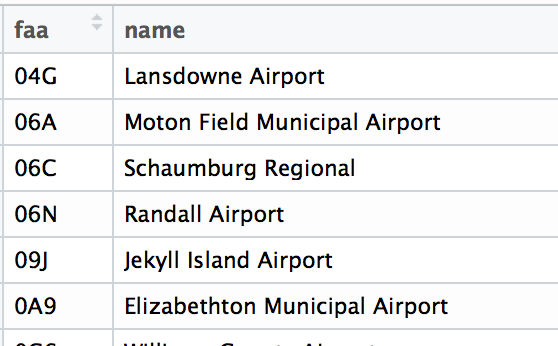 faa name
04G Lansdowne Airport
06A Moton Field Municipal Airport
06C Schaumburg Regional
06N Randall Airport
09J Jekyll Island Airport
0A9 Elizabethton Municipal Airport